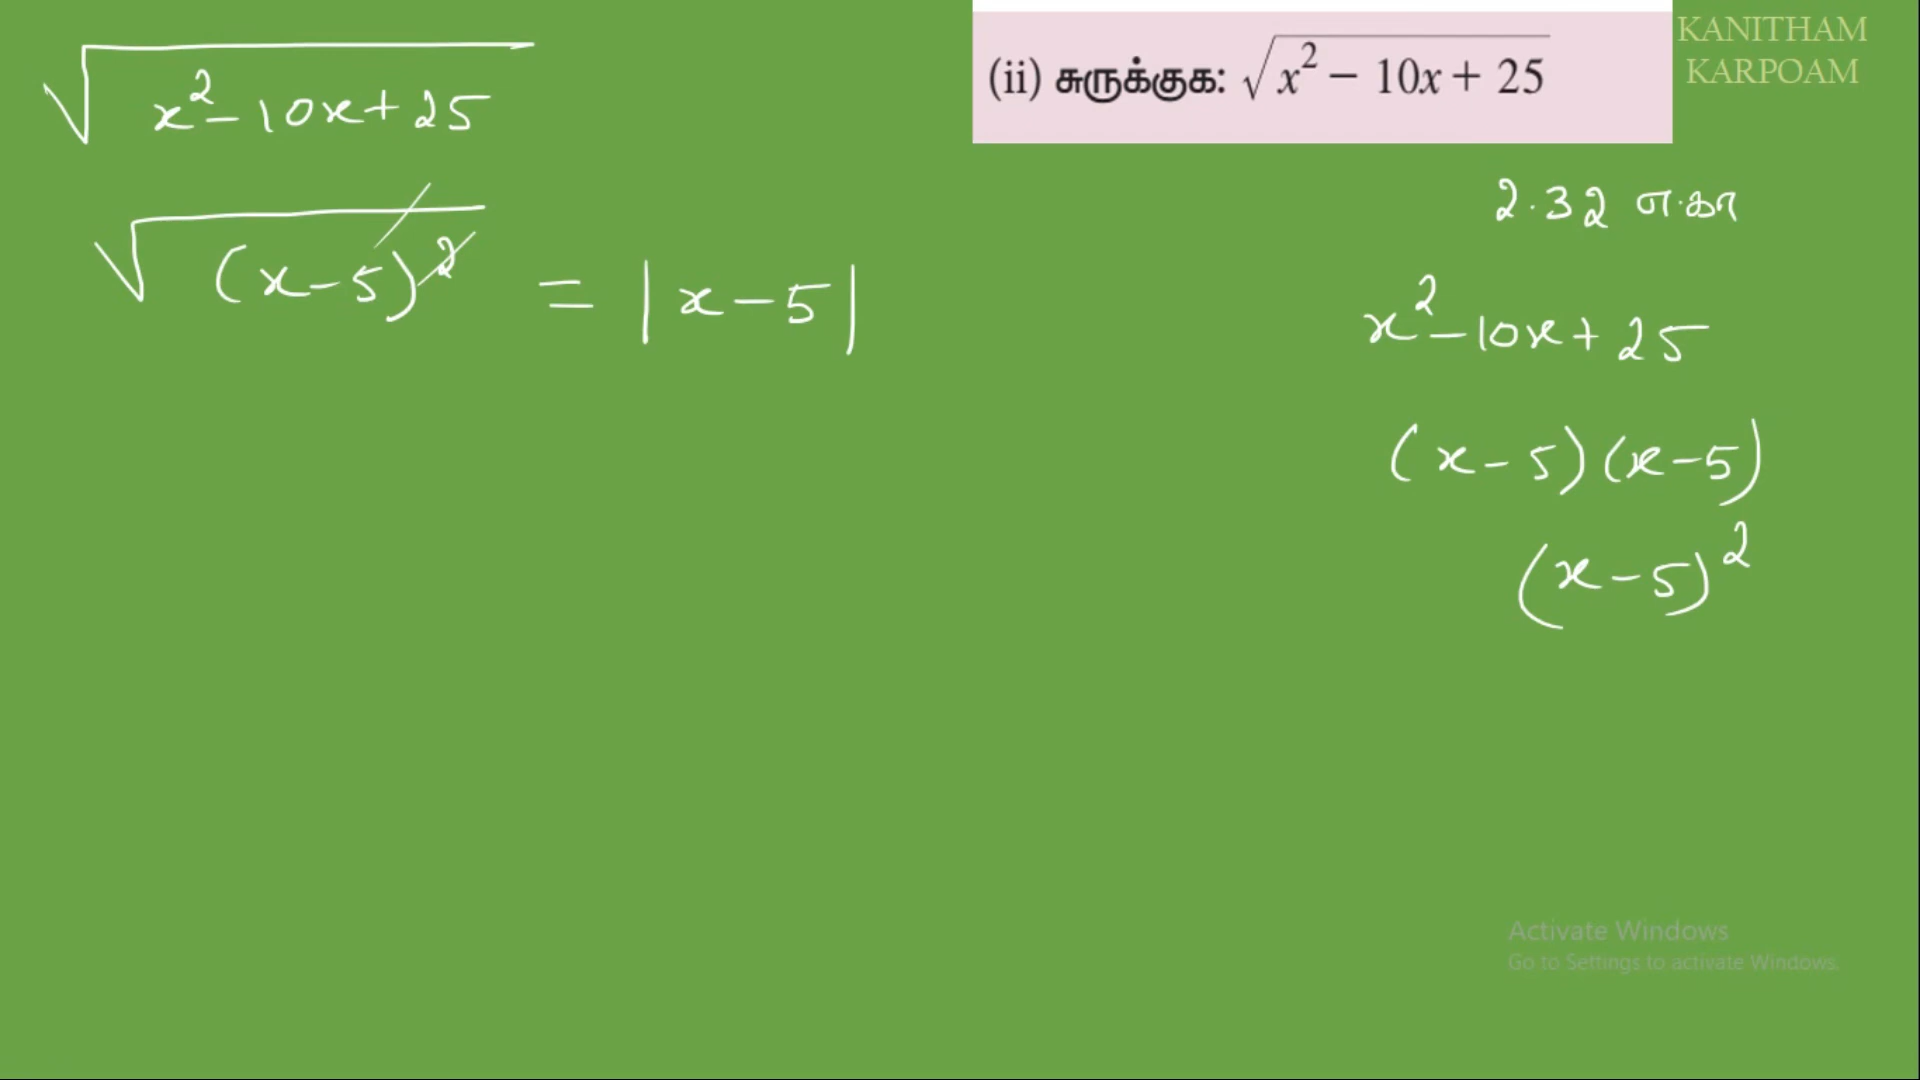 (ii) சுருக்குக: √(x² − 10x + 25)
KANITHAM
KARPOAM
√(x² − 10x + 25)
√((x − 5)²) = |x − 5|
2.32 எ.கா
x² − 10x + 25
(x − 5)(x − 5)
(x − 5)²
Activate Windows
Go to Settings to activate Windows.